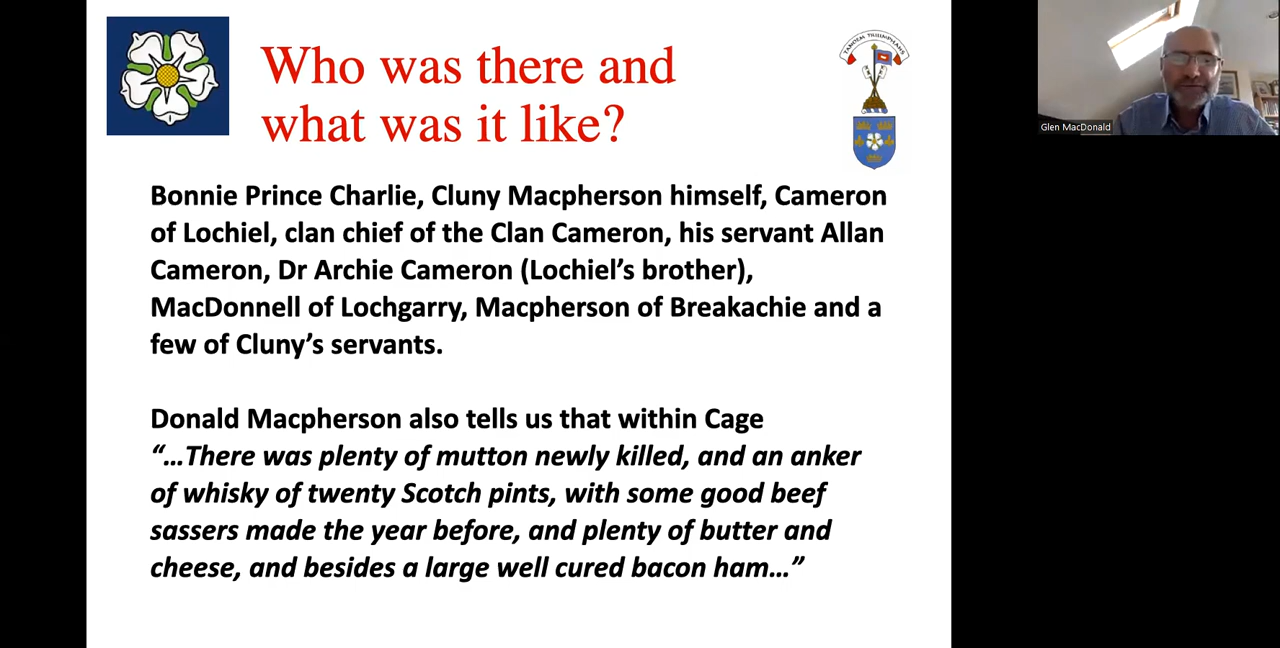 Who was there and
what was it like?
TANDEM TRIUMPHANS
Glen MacDonald
Bonnie Prince Charlie, Cluny Macpherson himself, Cameron
of Lochiel, clan chief of the Clan Cameron, his servant Allan
Cameron, Dr Archie Cameron (Lochiel’s brother),
MacDonnell of Lochgarry, Macpherson of Breakachie and a
few of Cluny’s servants.
Donald Macpherson also tells us that within Cage
“…There was plenty of mutton newly killed, and an anker
of whisky of twenty Scotch pints, with some good beef
sassers made the year before, and plenty of butter and
cheese, and besides a large well cured bacon ham…”